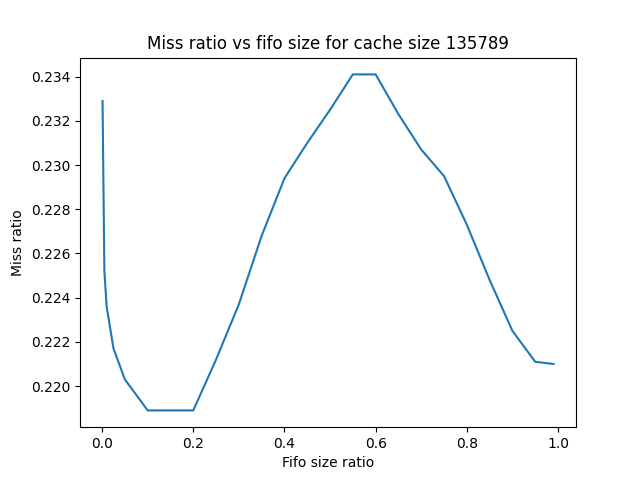 Miss ratio vs fifo size for cache size 135789
0.234
0.232
0.230
0.228
0.226
0.224
0.222
0.220
Miss ratio
0.0 0.2 0.4 0.6 0.8 1.0
Fifo size ratio